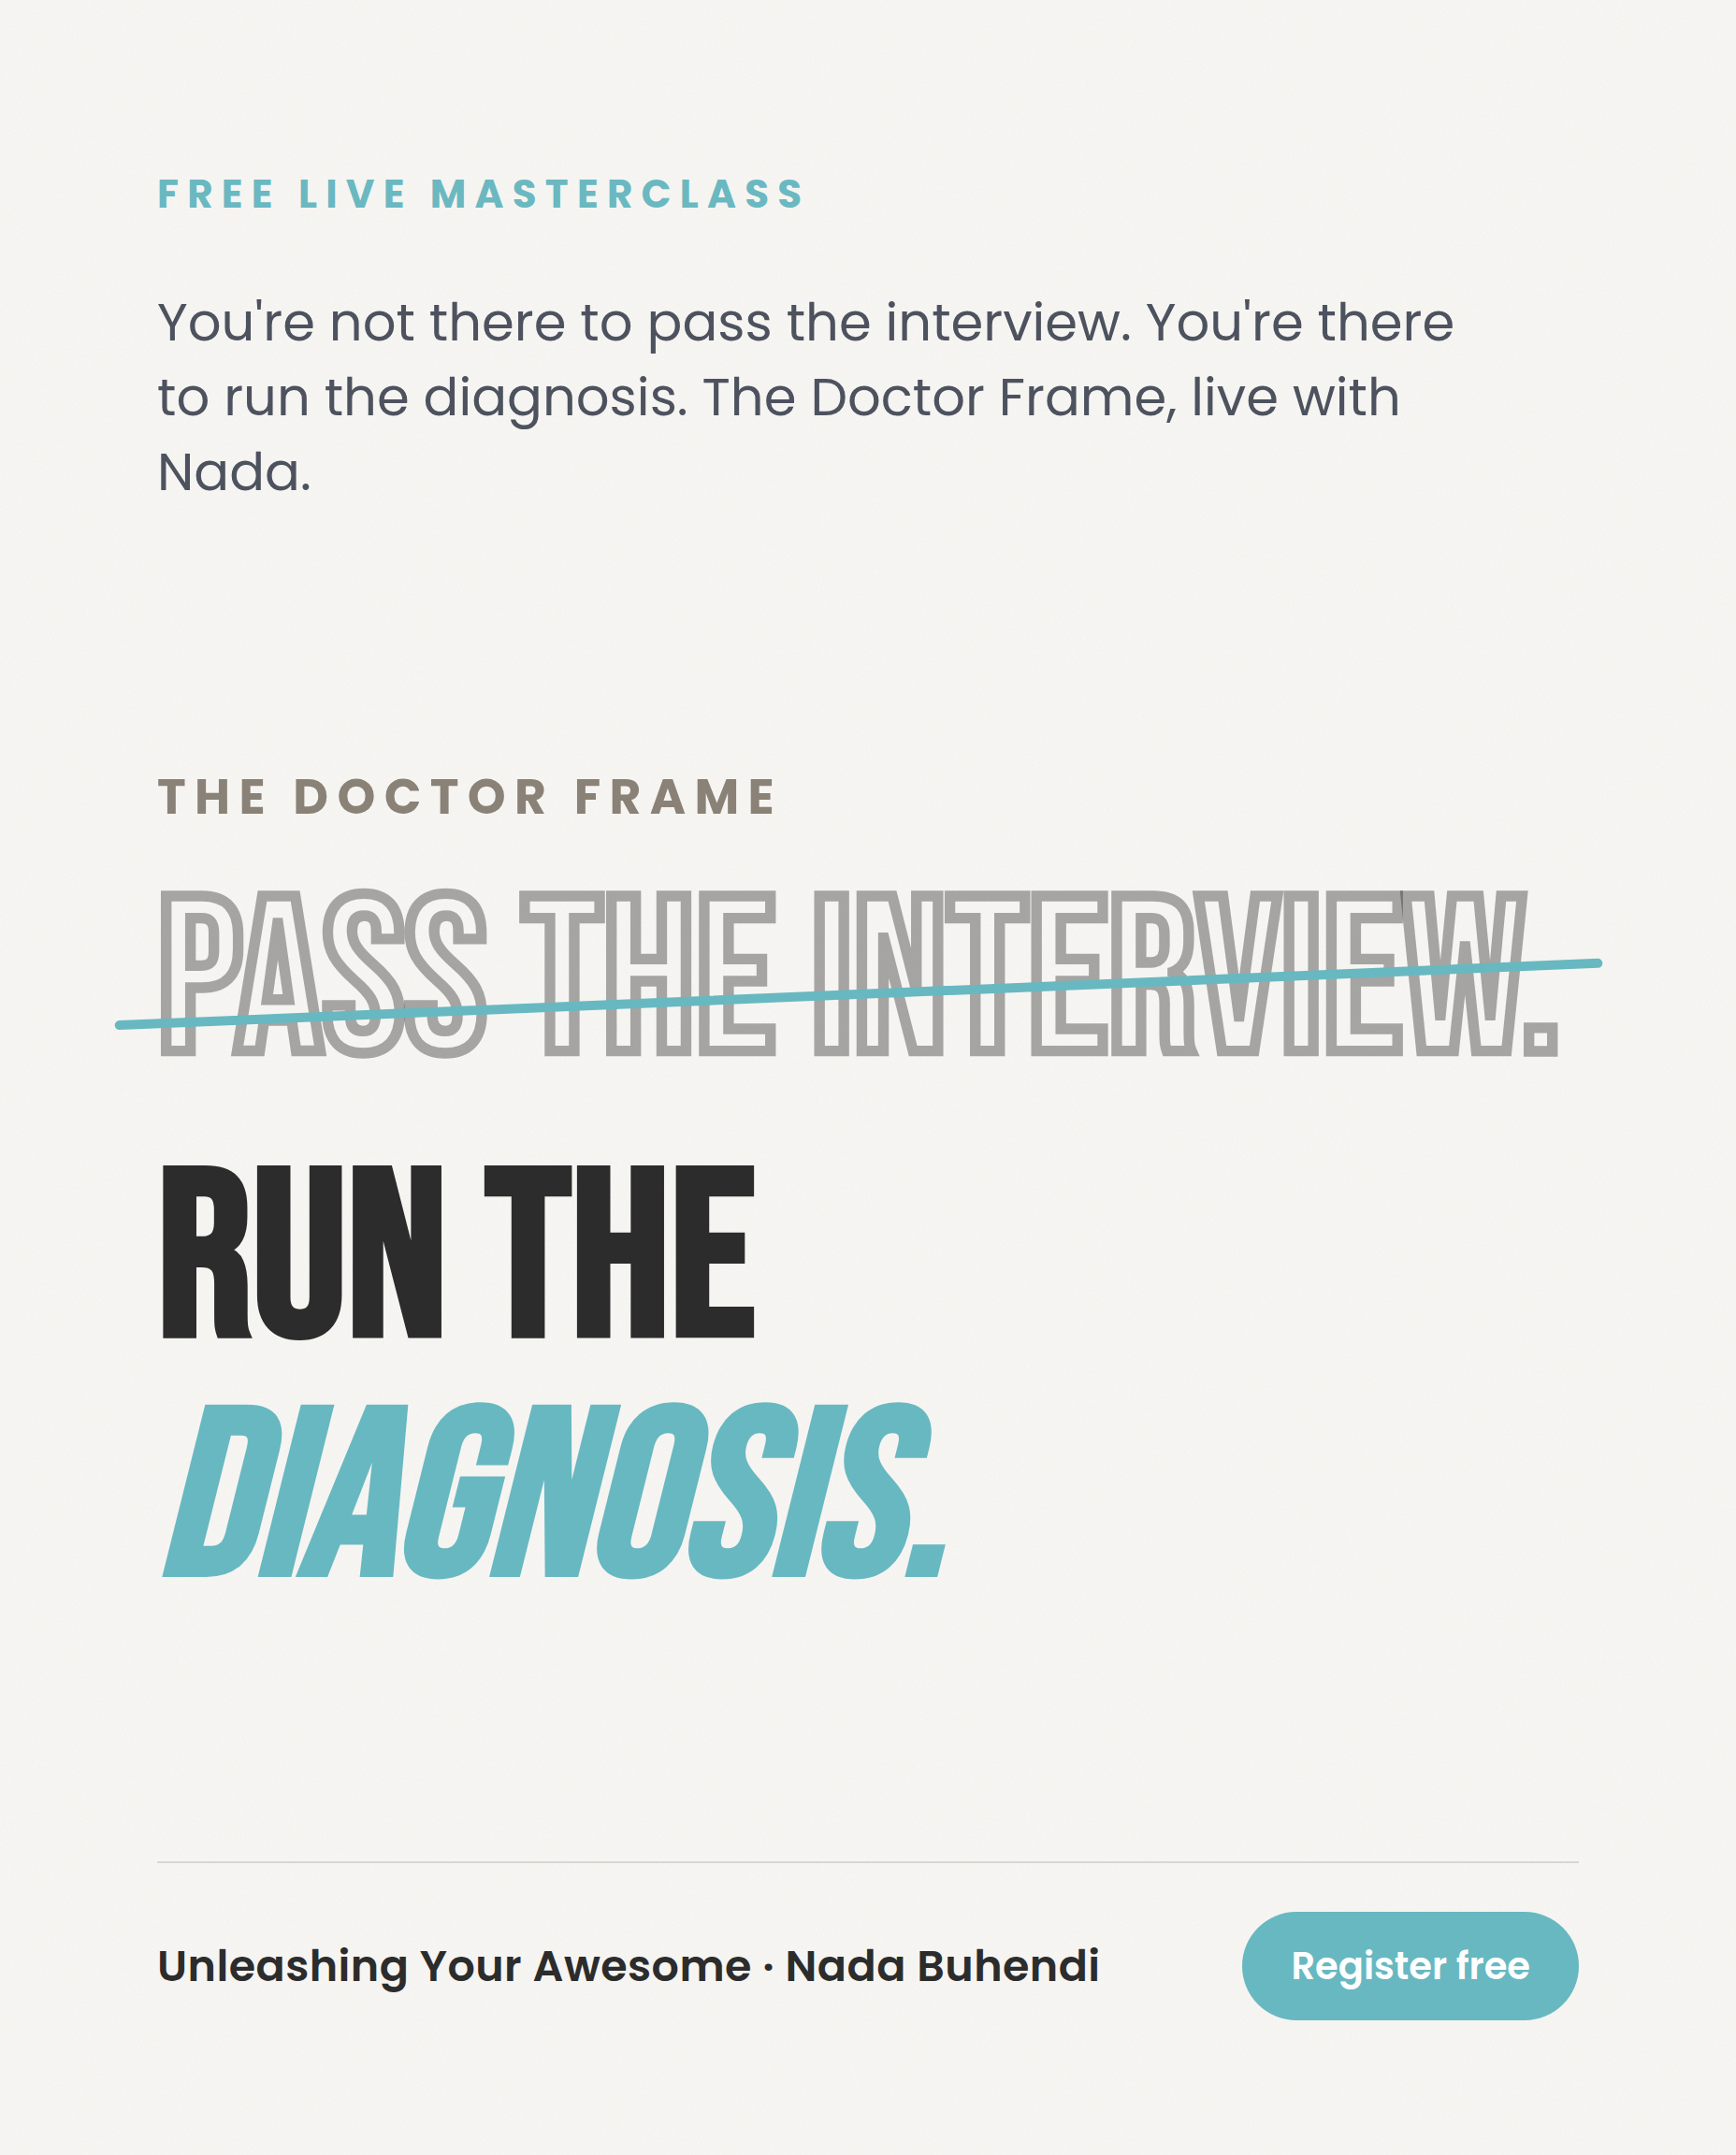 FREE LIVE MASTERCLASS
You're not there to pass the interview. You're there
to run the diagnosis. The Doctor Frame, live with
Nada.
THE DOCTOR FRAME
PASS THE INTERVIEW.
RUN THE
DIAGNOSIS.
Unleashing Your Awesome · Nada Buhendi
Register free